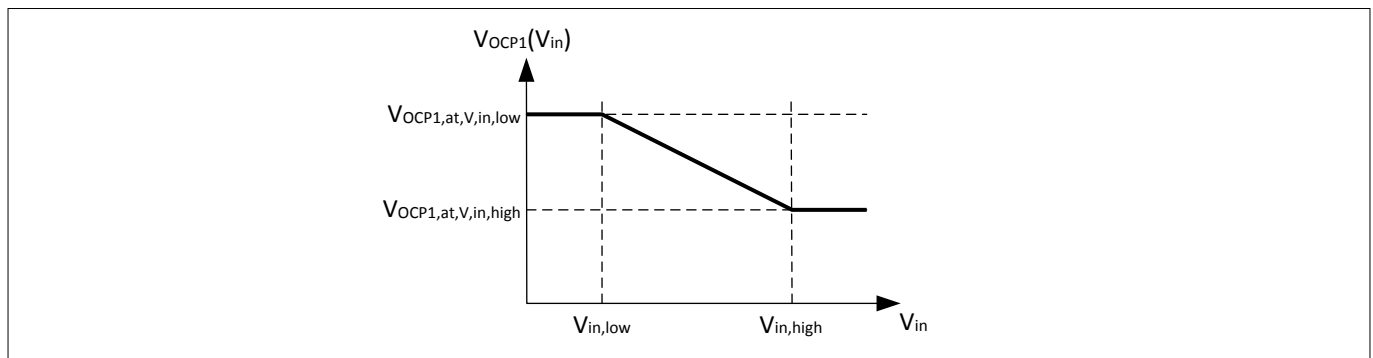 VOCP1(Vin)
VOCP1,at,V,in,low
VOCP1,at,V,in,high
Vin,low
Vin,high
Vin